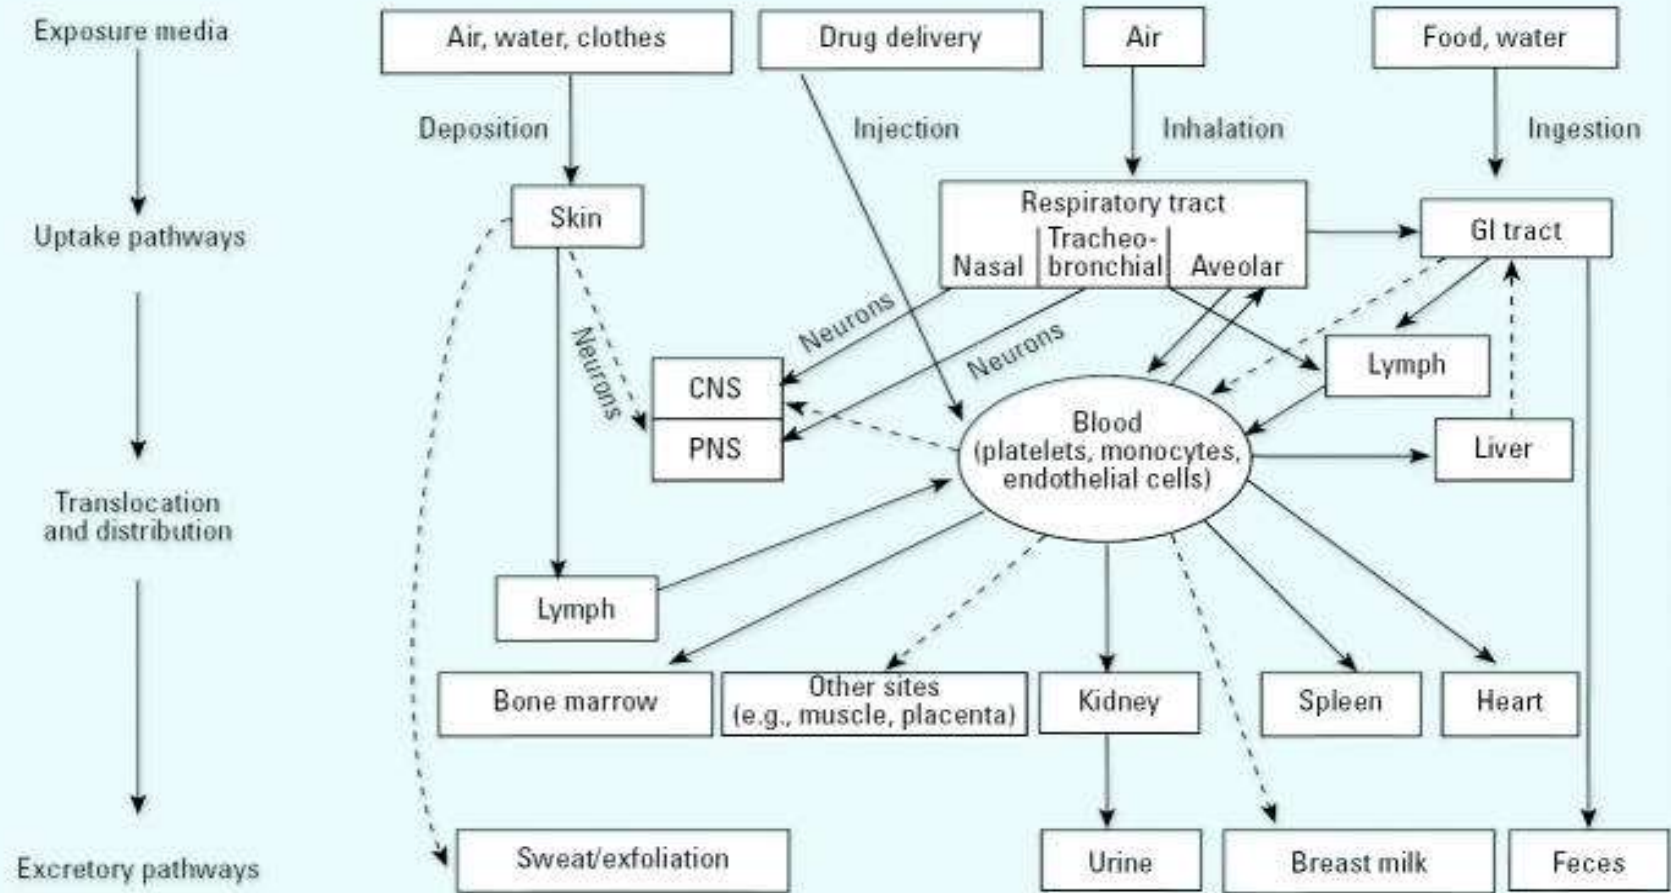 Exposure media
Air, water, clothes
Drug delivery
Air
Food, water
Deposition
Injection
Inhalation
Ingestion
Uptake pathways
Skin
Respiratory tract
Nasal
Tracheo-
bronchial
Aveolar
GI tract
Neurons
Neurons
Neurons
CNS
PNS
Lymph
Blood
(platelets, monocytes,
endothelial cells)
Liver
Translocation
and distribution
Lymph
Bone marrow
Other sites
(e.g., muscle, placenta)
Kidney
Spleen
Heart
Excretory pathways
Sweat/exfoliation
Urine
Breast milk
Feces